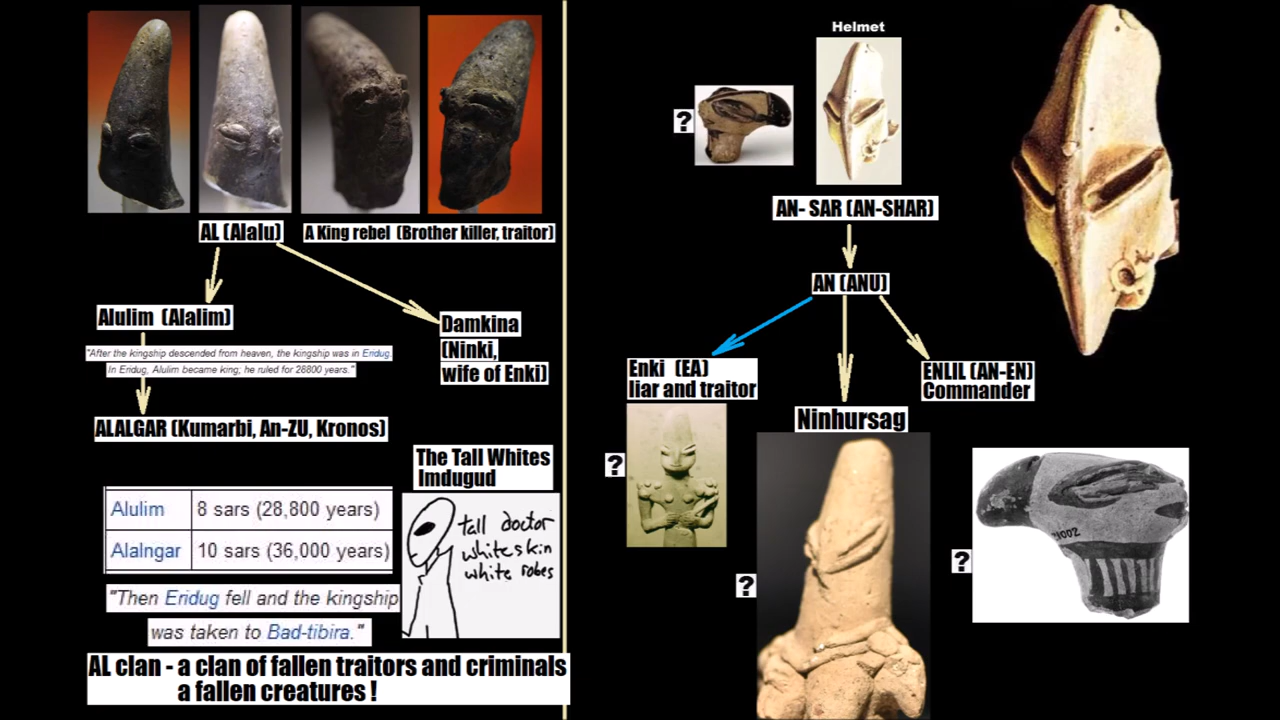 AL (Alalu)
A King rebel (Brother killer, traitor)
Alulim (Alalim)
"After the kingship descended from heaven, the kingship was in Eridug.
In Eridug, Alulim became king; he ruled for 28800 years."
Damkina
(Ninki,
wife of Enki)
ALALGAR (Kumarbi, An-ZU, Kronos)
The Tall Whites
Imdugud
Alulim 8 sars (28,800 years)
Alalngar 10 sars (36,000 years)
tall doctor
white skin
white robes
"Then Eridug fell and the kingship
was taken to Bad-tibira."
AL clan - a clan of fallen traitors and criminals
a fallen creatures !
Helmet
?
AN- SAR (AN-SHAR)
AN (ANU)
Enki (EA)
liar and traitor
ENLIL (AN-EN)
Commander
Ninhursag
?
?
?